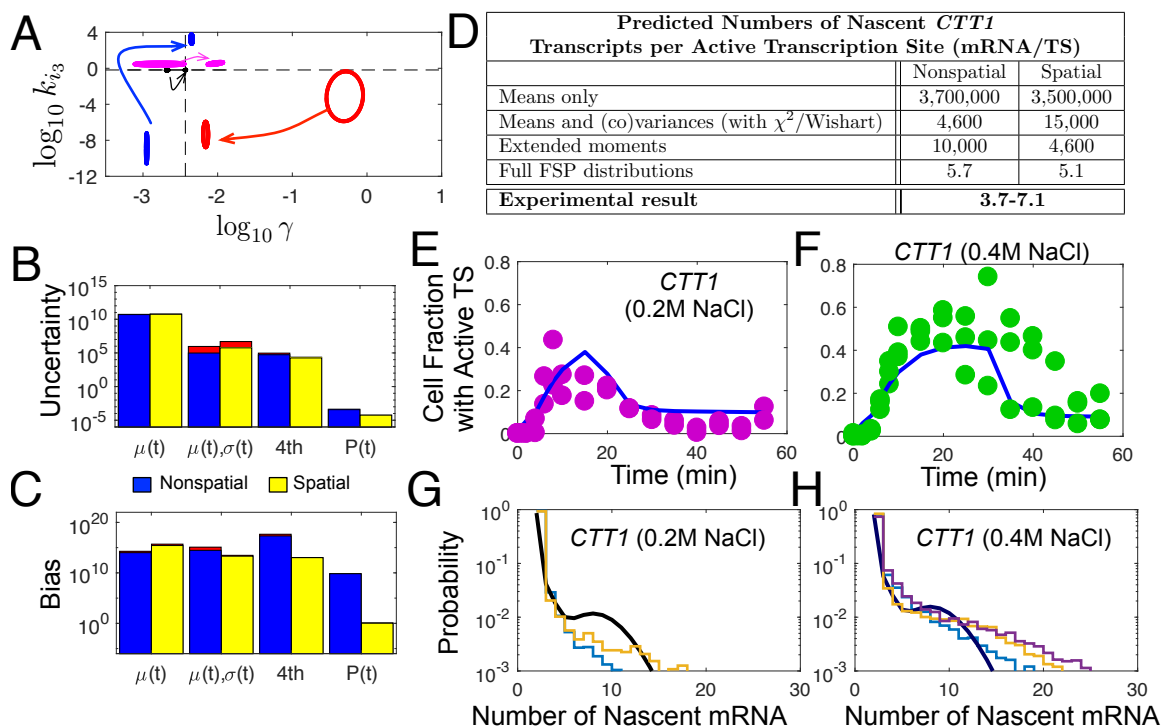 A
log10 ki3
4
0
-4
-8
-12
-3
-2
-1
0
1
log10 γ
D
Predicted Numbers of Nascent CTT1
Transcripts per Active Transcription Site (mRNA/TS)
Nonspatial Spatial
Means only 3,700,000 3,500,000
Means and (co)variances (with χ²/Wishart) 4,600 15,000
Extended moments 10,000 4,600
Full FSP distributions 5.7 5.1
Experimental result 3.7-7.1
B
Uncertainty
10^15
10^10
10^5
10^0
10^-5
μ(t) μ(t),σ(t) 4th P(t)
Nonspatial Spatial
C
Bias
10^20
10^10
10^0
μ(t) μ(t),σ(t) 4th P(t)
E
Cell Fraction
with Active TS
0.8
0.6
0.4
0.2
0
CTT1
(0.2M NaCl)
0 20 40 60
Time (min)
F
CTT1 (0.4M NaCl)
0.8
0.6
0.4
0.2
0
0 20 40 60
Time (min)
G
Probability
10^0
10^-1
10^-2
10^-3
CTT1 (0.2M NaCl)
0 10 20 30
Number of Nascent mRNA
H
10^0
10^-1
10^-2
10^-3
CTT1 (0.4M NaCl)
0 10 20 30
Number of Nascent mRNA